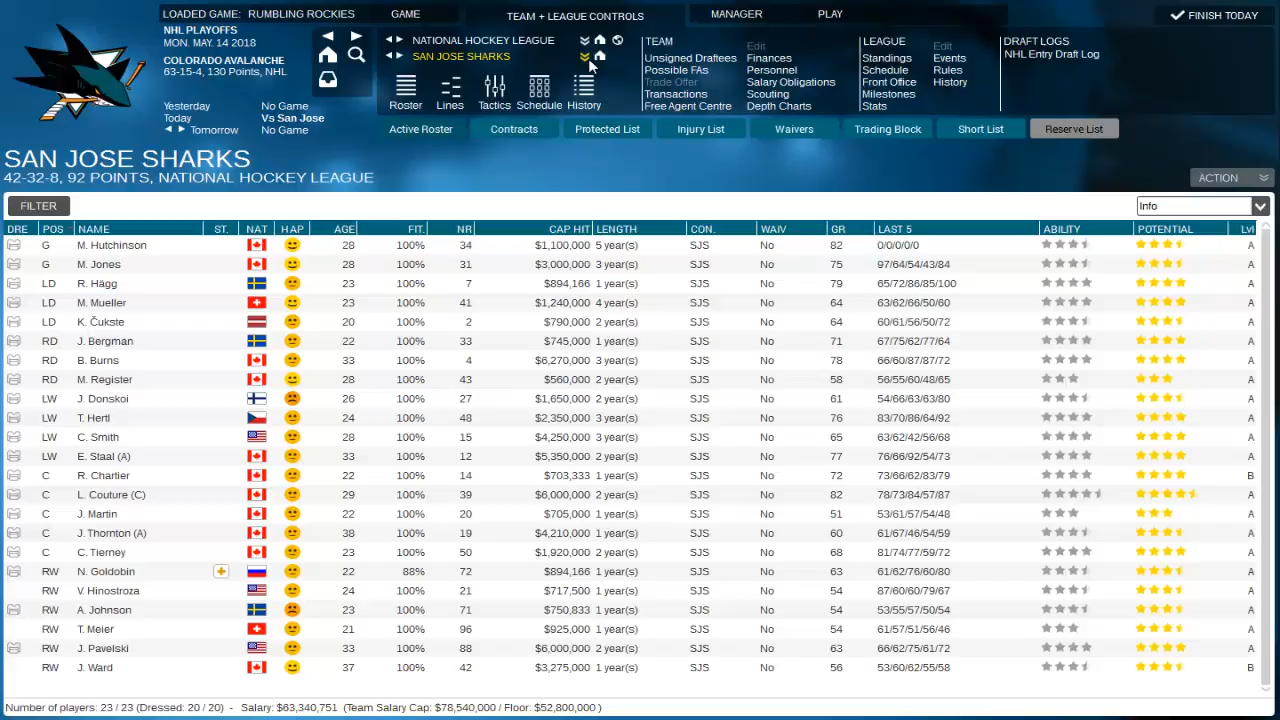 LOADED GAME: RUMBLING ROCKIES GAME TEAM + LEAGUE CONTROLS MANAGER PLAY FINISH TODAY
NHL PLAYOFFS
MON. MAY. 14 2018
COLORADO AVALANCHE
63-15-4, 130 Points, NHL
Yesterday No Game
Today Vs San Jose
Tomorrow No Game
NATIONAL HOCKEY LEAGUE
SAN JOSE SHARKS
Roster Lines Tactics Schedule History
TEAM
Unsigned Draftees
Possible FAs
Trade Offer
Transactions
Free Agent Centre
Edit
Finances
Personnel
Salary Obligations
Scouting
Depth Charts
LEAGUE
Standings
Schedule
Front Office
Milestones
Stats
Edit
Events
Rules
History
DRAFT LOGS
NHL Entry Draft Log
Active Roster Contracts Protected List Injury List Waivers Trading Block Short List Reserve List
SAN JOSE SHARKS
42-32-8, 92 POINTS, NATIONAL HOCKEY LEAGUE
ACTION
FILTER Info
DRE POS NAME ST. NAT HAP AGE FIT. NR CAP HIT LENGTH CON. WAIV GR LAST 5 ABILITY POTENTIAL Lvl
G M. Hutchinson 28 100% 34 $1,100,000 5 year(s) SJS No 82 0/0/0/0/0 A
G M. Jones 28 100% 31 $3,000,000 3 year(s) SJS No 75 97/64/54/43/84 A
LD R. Hägg 23 100% 7 $894,166 1 year(s) SJS No 79 65/72/86/85/100 A
LD M. Mueller 23 100% 41 $1,240,000 4 year(s) SJS No 64 63/62/66/50/60 A
LD K. Čukste 20 100% 2 $790,000 2 year(s) SJS No 64 60/61/56/50/72 A
RD J. Bergman 22 100% 33 $745,000 1 year(s) SJS No 71 67/75/62/77/64 A
RD B. Burns 33 100% 4 $6,270,000 3 year(s) SJS No 78 66/60/87/87/72 A
RD M. Register 28 100% 43 $560,000 2 year(s) SJS No 58 56/55/60/48/65 A
LW J. Donskoi 26 100% 27 $1,650,000 2 year(s) SJS No 61 54/66/63/63/80 A
LW T. Hertl 24 100% 48 $2,350,000 2 year(s) SJS No 76 83/70/86/64/92 A
LW C. Smith 28 100% 15 $4,250,000 3 year(s) SJS No 65 63/62/42/56/68 A
LW E. Staal (A) 33 100% 12 $5,350,000 2 year(s) SJS No 77 76/66/92/54/73 A
C R. Chartier 22 100% 14 $703,333 1 year(s) SJS No 72 73/66/62/83/79 B
C L. Couture (C) 29 100% 39 $6,000,000 2 year(s) SJS No 82 78/73/84/57/87 A
C J. Martin 22 100% 20 $705,000 1 year(s) SJS No 51 53/61/57/54/48 A
C J. Thornton (A) 38 100% 19 $4,210,000 1 year(s) SJS No 60 61/67/46/54/59 A
C C. Tierney 23 100% 50 $1,920,000 2 year(s) SJS No 68 81/74/77/59/72 A
RW N. Goldobin 22 88% 72 $894,166 1 year(s) SJS No 63 61/62/76/60/80 A
RW V. Hinostroza 24 100% 21 $717,500 1 year(s) SJS No 54 87/60/60/79/67 A
RW A. Johnson 23 100% 71 $750,833 1 year(s) SJS No 54 53/55/57/50/54 A
RW T. Meier 21 100% 96 $925,000 1 year(s) SJS No 54 61/57/51/56/46 A
RW J. Pavelski 33 100% 88 $6,000,000 2 year(s) SJS No 63 66/62/75/61/72 A
RW J. Ward 37 100% 42 $3,275,000 1 year(s) SJS No 56 53/60/62/55/58 B
Number of players: 23 / 23 (Dressed: 20 / 20) - Salary: $63,340,751 (Team Salary Cap: $78,540,000 / Floor: $52,800,000 )